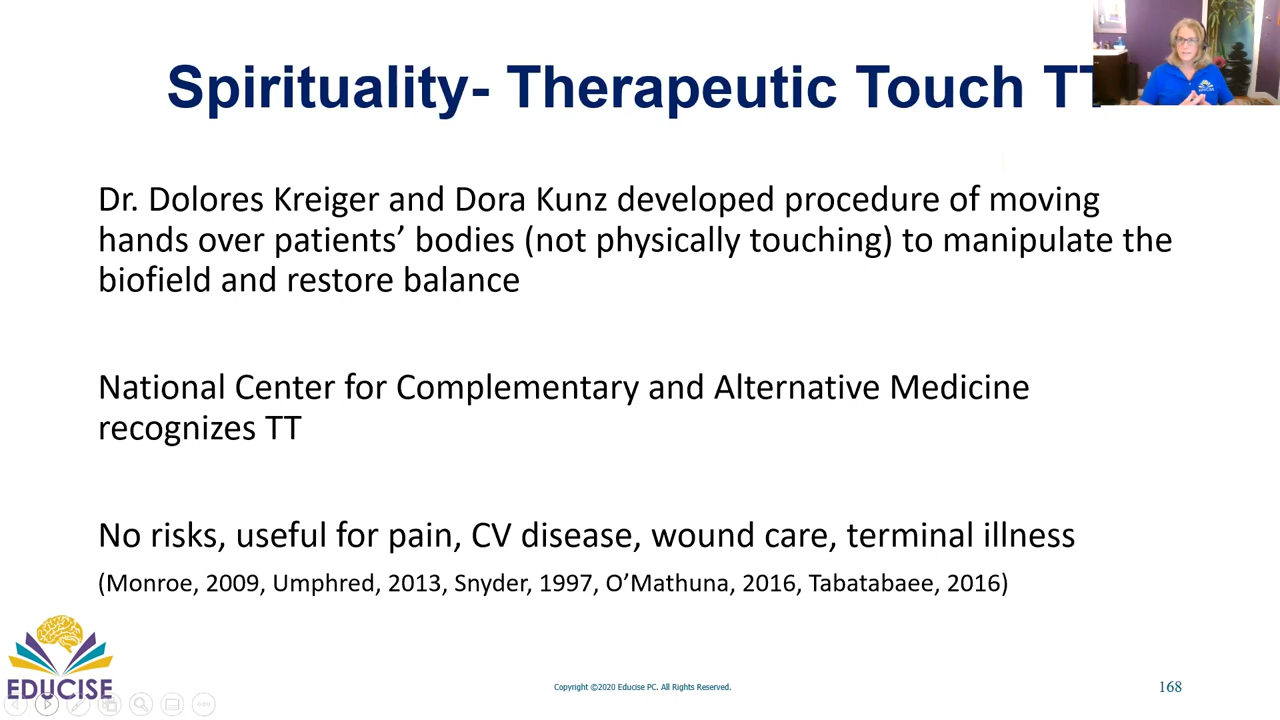 Spirituality- Therapeutic Touch TT
Dr. Dolores Kreiger and Dora Kunz developed procedure of moving
hands over patients’ bodies (not physically touching) to manipulate the
biofield and restore balance
National Center for Complementary and Alternative Medicine
recognizes TT
No risks, useful for pain, CV disease, wound care, terminal illness
(Monroe, 2009, Umphred, 2013, Snyder, 1997, O’Mathuna, 2016, Tabatabaee, 2016)
EDUCISE
Copyright ©2020 Educise PC. All Rights Reserved.
168